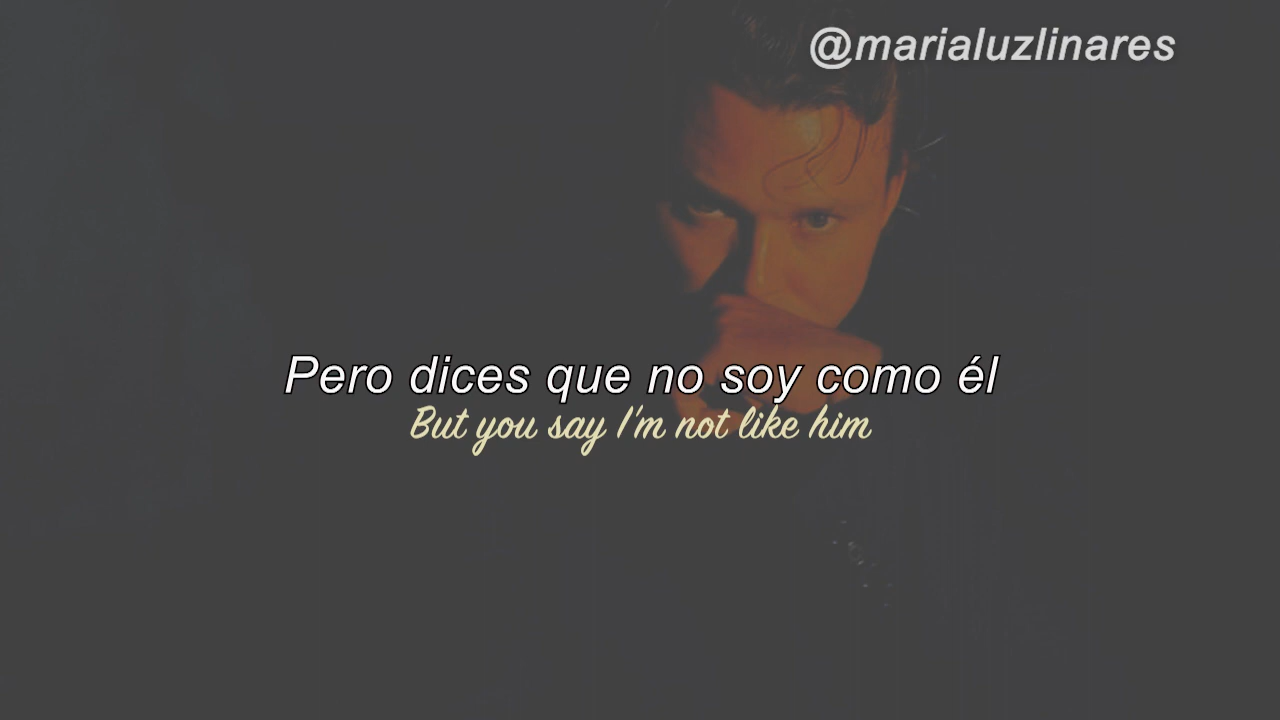 @marialuzlinares
Pero dices que no soy como él
But you say I'm not like him